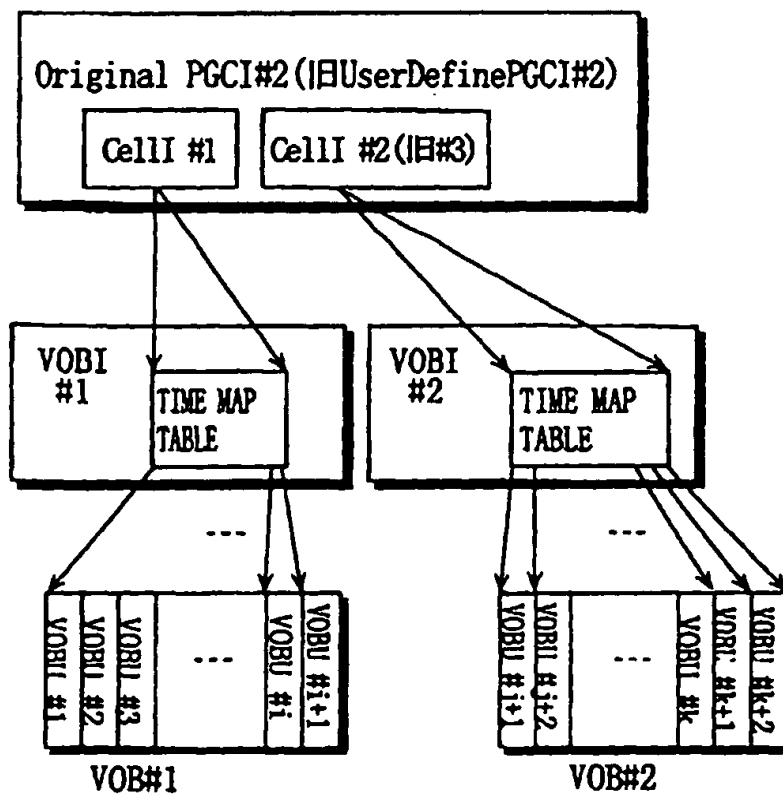 Original PGCI#2(旧UserDefinePGCI#2)
CellI #1
CellI #2(旧#3)
VOBI
#1
TIME MAP
TABLE
VOBI
#2
TIME MAP
TABLE
---
---
VOBU #1
VOBU #2
VOBU #3
---
VOBU #i
VOBU #i+1
VOBU #j+1
VOBU #j+2
---
VOBU #k
VOBU #k+1
VOBU #k+2
VOB#1
VOB#2